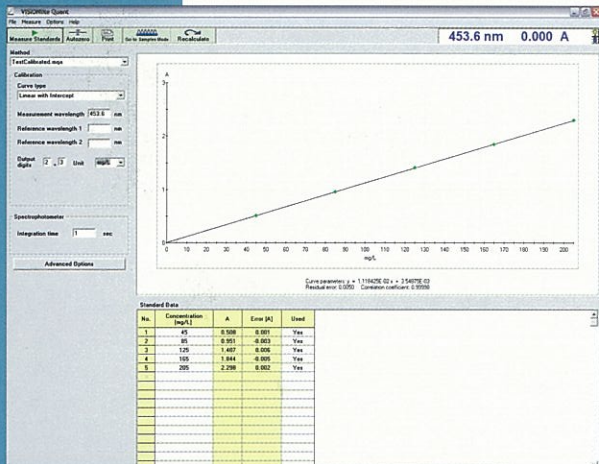 VISIONlite Quant
File Measure Options Help
Measure Standards Autozero Print Go to Samples Mode Recalculate
453.6 nm 0.000 A
Method
TestCalibrated.mqa
Calibration
Curve type
Linear with Intercept
Measurement wavelength 453.6 nm
Reference wavelength 1 nm
Reference wavelength 2 nm
Output digits 2 . 3 Unit mg/L
Spectrophotometer
Integration time 1 sec
Advanced Options
A
3
2
1
0
0 10 20 30 40 50 60 70 80 90 100 110 120 130 140 150 160 170 180 190 200
mg/L
Curve parameters: y = 1.118425E-02 x + 3.54875E-03
Residual error: 0.0050 Correlation coefficient: 0.99998
Standard Data
No. Concentration [mg/L] A Error [A] Used
1 45 0.508 0.001 Yes
2 85 0.951 -0.003 Yes
3 125 1.407 0.006 Yes
4 165 1.844 -0.005 Yes
5 205 2.298 0.002 Yes